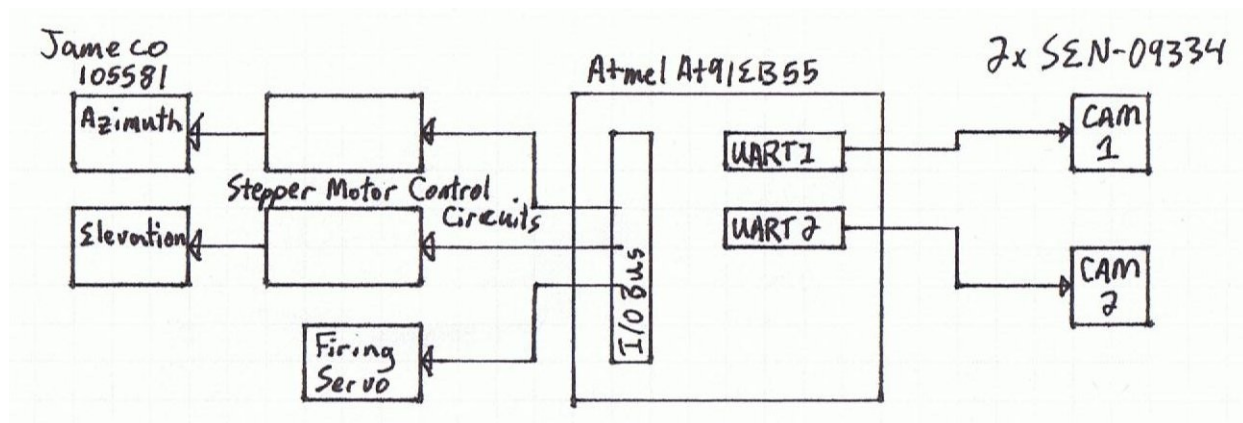 Jameco
105581
Azimuth
Elevation
Stepper Motor Control
Circuits
Firing
Servo
Atmel At91EB55
I/O Bus
UART1
UART2
2x SEN-09334
CAM
1
CAM
2